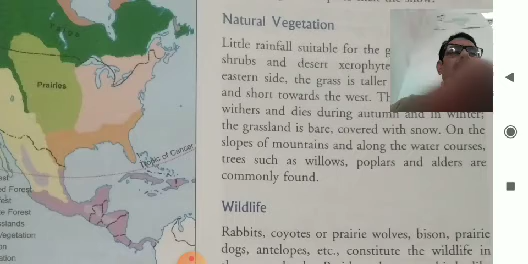 Natural Vegetation
Little rainfall suitable for the g
shrubs and desert xerophyte
eastern side, the grass is taller
and short towards the west. Th
withers and dies during autumn and in winter;
the grassland is bare, covered with snow. On the
slopes of mountains and along the water courses,
trees such as willows, poplars and alders are
commonly found.
Wildlife
Rabbits, coyotes or prairie wolves, bison, prairie
dogs, antelopes, etc., constitute the wildlife in
Prairies
Tropic of Cancer
ed Forest
te Forest
slands
Vegetation